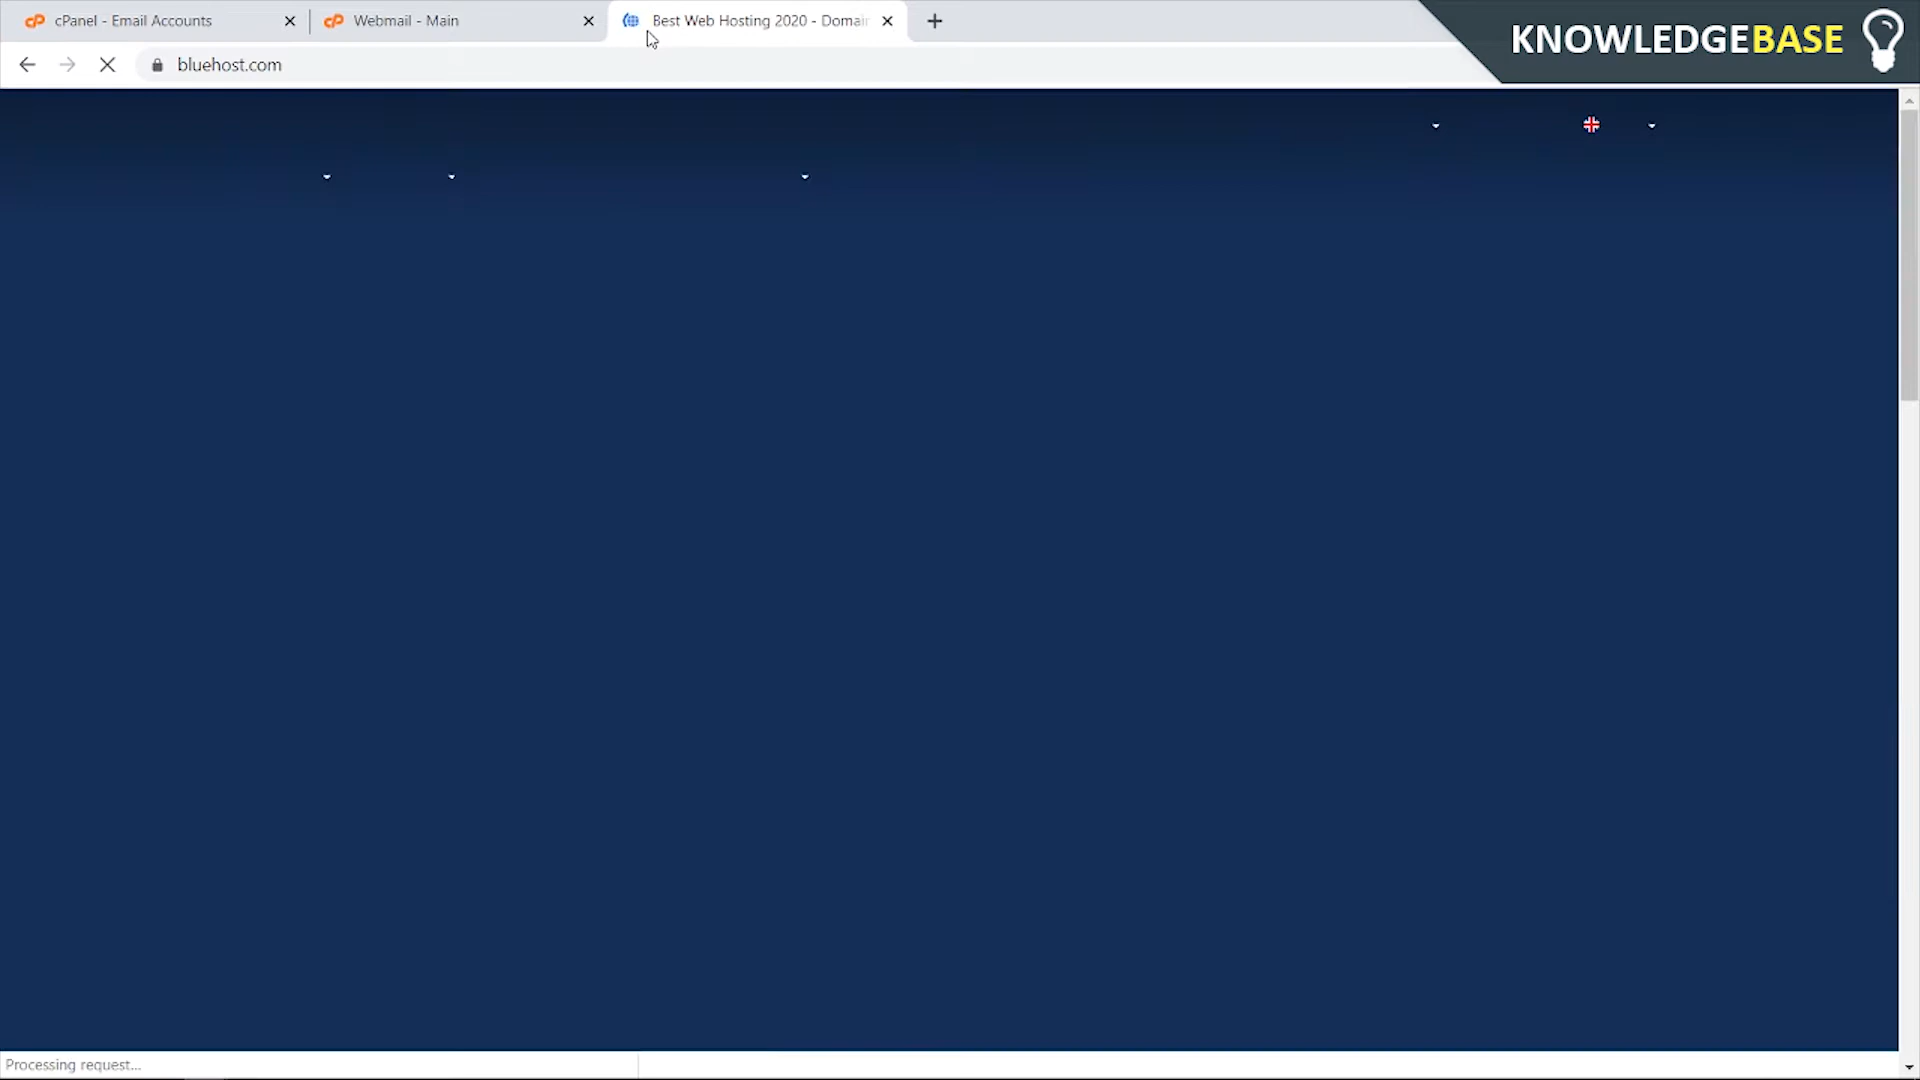 cPanel - Email Accounts
Webmail - Main
Best Web Hosting 2020 - Domai
KNOWLEDGEBASE
bluehost.com
Processing request...